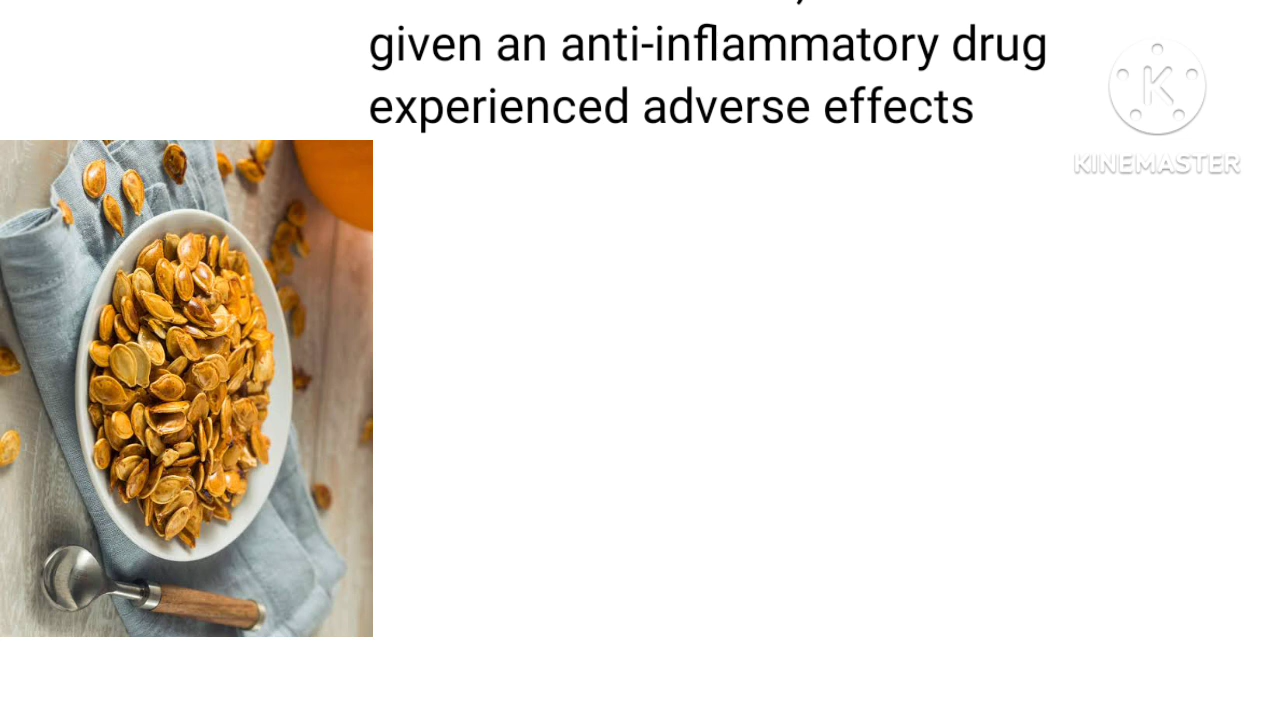 given an anti-inflammatory drug
experienced adverse effects
K
KINEMASTER